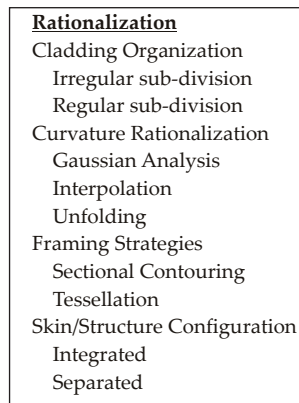 Rationalization
Cladding Organization
Irregular sub-division
Regular sub-division
Curvature Rationalization
Gaussian Analysis
Interpolation
Unfolding
Framing Strategies
Sectional Contouring
Tessellation
Skin/Structure Configuration
Integrated
Separated